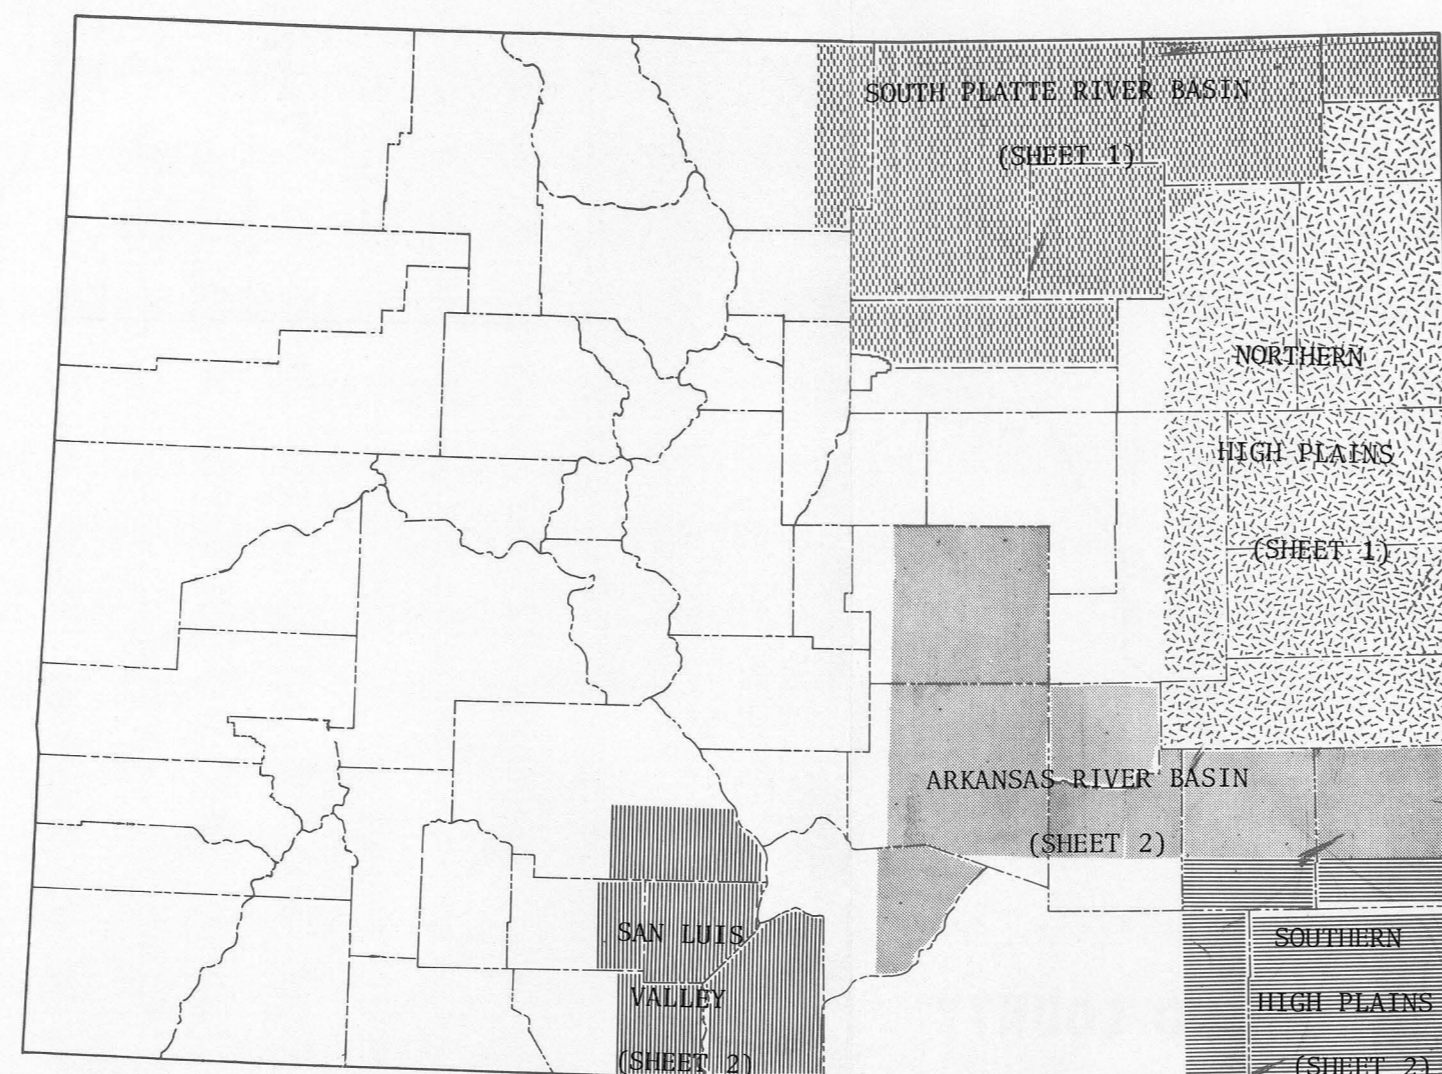 SOUTH PLATTE RIVER BASIN
(SHEET 1)
NORTHERN
HIGH PLAINS
(SHEET 1)
ARKANSAS RIVER BASIN
(SHEET 2)
SAN LUIS
VALLEY
(SHEET 2)
SOUTHERN
HIGH PLAINS
(SHEET 2)